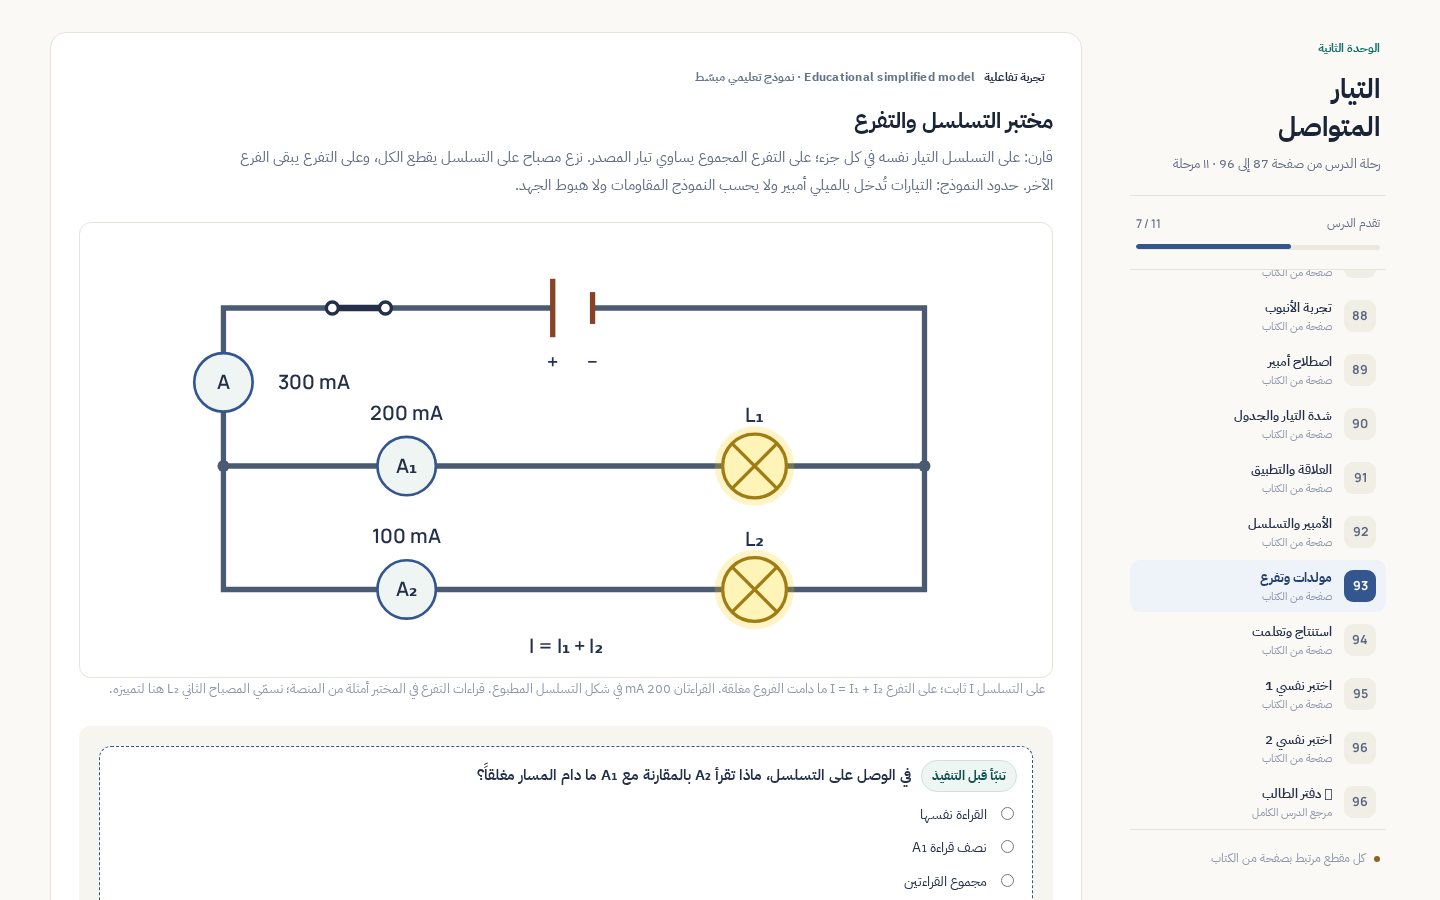 الوحدة الثانية
التيار
المتواصل
رحلة الدرس من صفحة 87 إلى 96 · ١١ مرحلة
تقدم الدرس
7 / 11
صفحة من الكتاب
88
تجربة الأنبوب
صفحة من الكتاب
89
اصطلاح أمبير
صفحة من الكتاب
90
شدة التيار والجدول
صفحة من الكتاب
91
العلاقة والتطبيق
صفحة من الكتاب
92
الأمبير والتسلسل
صفحة من الكتاب
93
مولدات وتفرع
صفحة من الكتاب
94
استنتاج وتعلمت
صفحة من الكتاب
95
اختبر نفسي 1
صفحة من الكتاب
96
اختبر نفسي 2
صفحة من الكتاب
96
دفتر الطالب
مرجع الدرس الكامل
كل مقطع مرتبط بصفحة من الكتاب
تجربة تفاعلية Educational simplified model · نموذج تعليمي مبسّط
مختبر التسلسل والتفرع
قارن: على التسلسل التيار نفسه في كل جزء؛ على التفرع المجموع يساوي تيار المصدر. نزع مصباح على التسلسل يقطع الكل، وعلى التفرع يبقى الفرع
الآخر. حدود النموذج: التيارات تُدخل بالميلي أمبير ولا يحسب النموذج المقاومات ولا هبوط الجهد.
+ −
A 300 mA
200 mA
L₁
A₁
100 mA
L₂
A₂
I = I₁ + I₂
على التسلسل I ثابت؛ على التفرع I = I₁ + I₂ ما دامت الفروع مغلقة. القراءتان 200 mA في شكل التسلسل المطبوع. قراءات التفرع في المختبر أمثلة من المنصة؛ نسمّي المصباح الثاني L₂ هنا لتمييزه.
تنبّأ قبل التنفيذ في الوصل على التسلسل، ماذا تقرأ A₂ بالمقارنة مع A₁ ما دام المسار مغلقاً؟
القراءة نفسها
نصف قراءة A₁
مجموع القراءتين